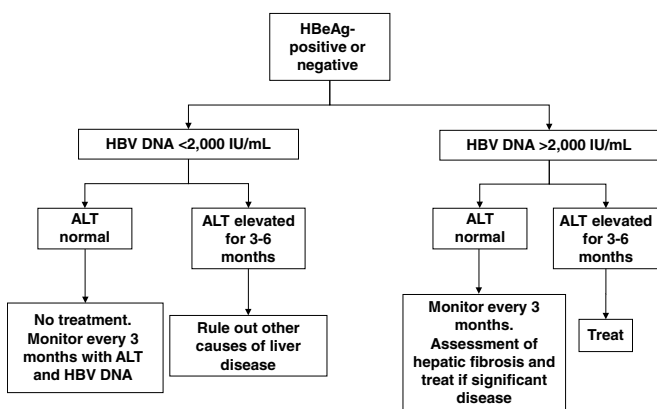 HBeAg-
positive or
negative
HBV DNA <2,000 IU/mL
HBV DNA >2,000 IU/mL
ALT
normal
ALT elevated
for 3-6
months
ALT
normal
ALT elevated
for 3-6
months
No treatment.
Monitor every 3
months with ALT
and HBV DNA
Rule out other
causes of liver
disease
Monitor every 3
months.
Assessment of
hepatic fibrosis and
treat if significant
disease
Treat